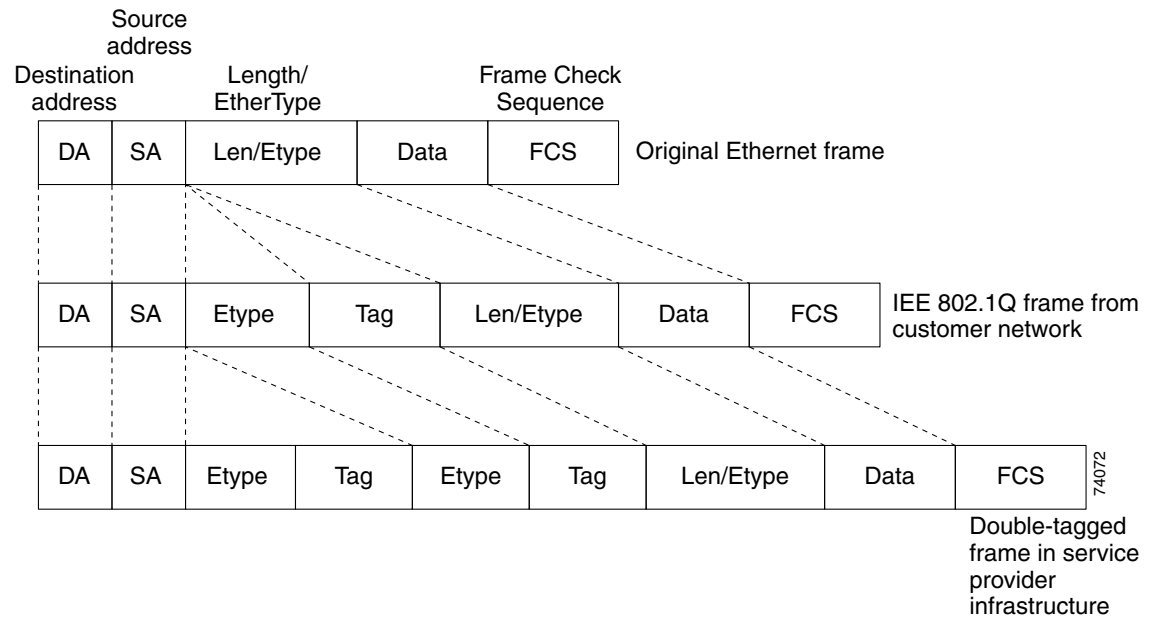 Source
address
Destination
address
Length/
EtherType
Frame Check
Sequence
DA SA Len/Etype Data FCS
Original Ethernet frame
DA SA Etype Tag Len/Etype Data FCS
IEE 802.1Q frame from
customer network
DA SA Etype Tag Etype Tag Len/Etype Data FCS
74072
Double-tagged
frame in service
provider
infrastructure